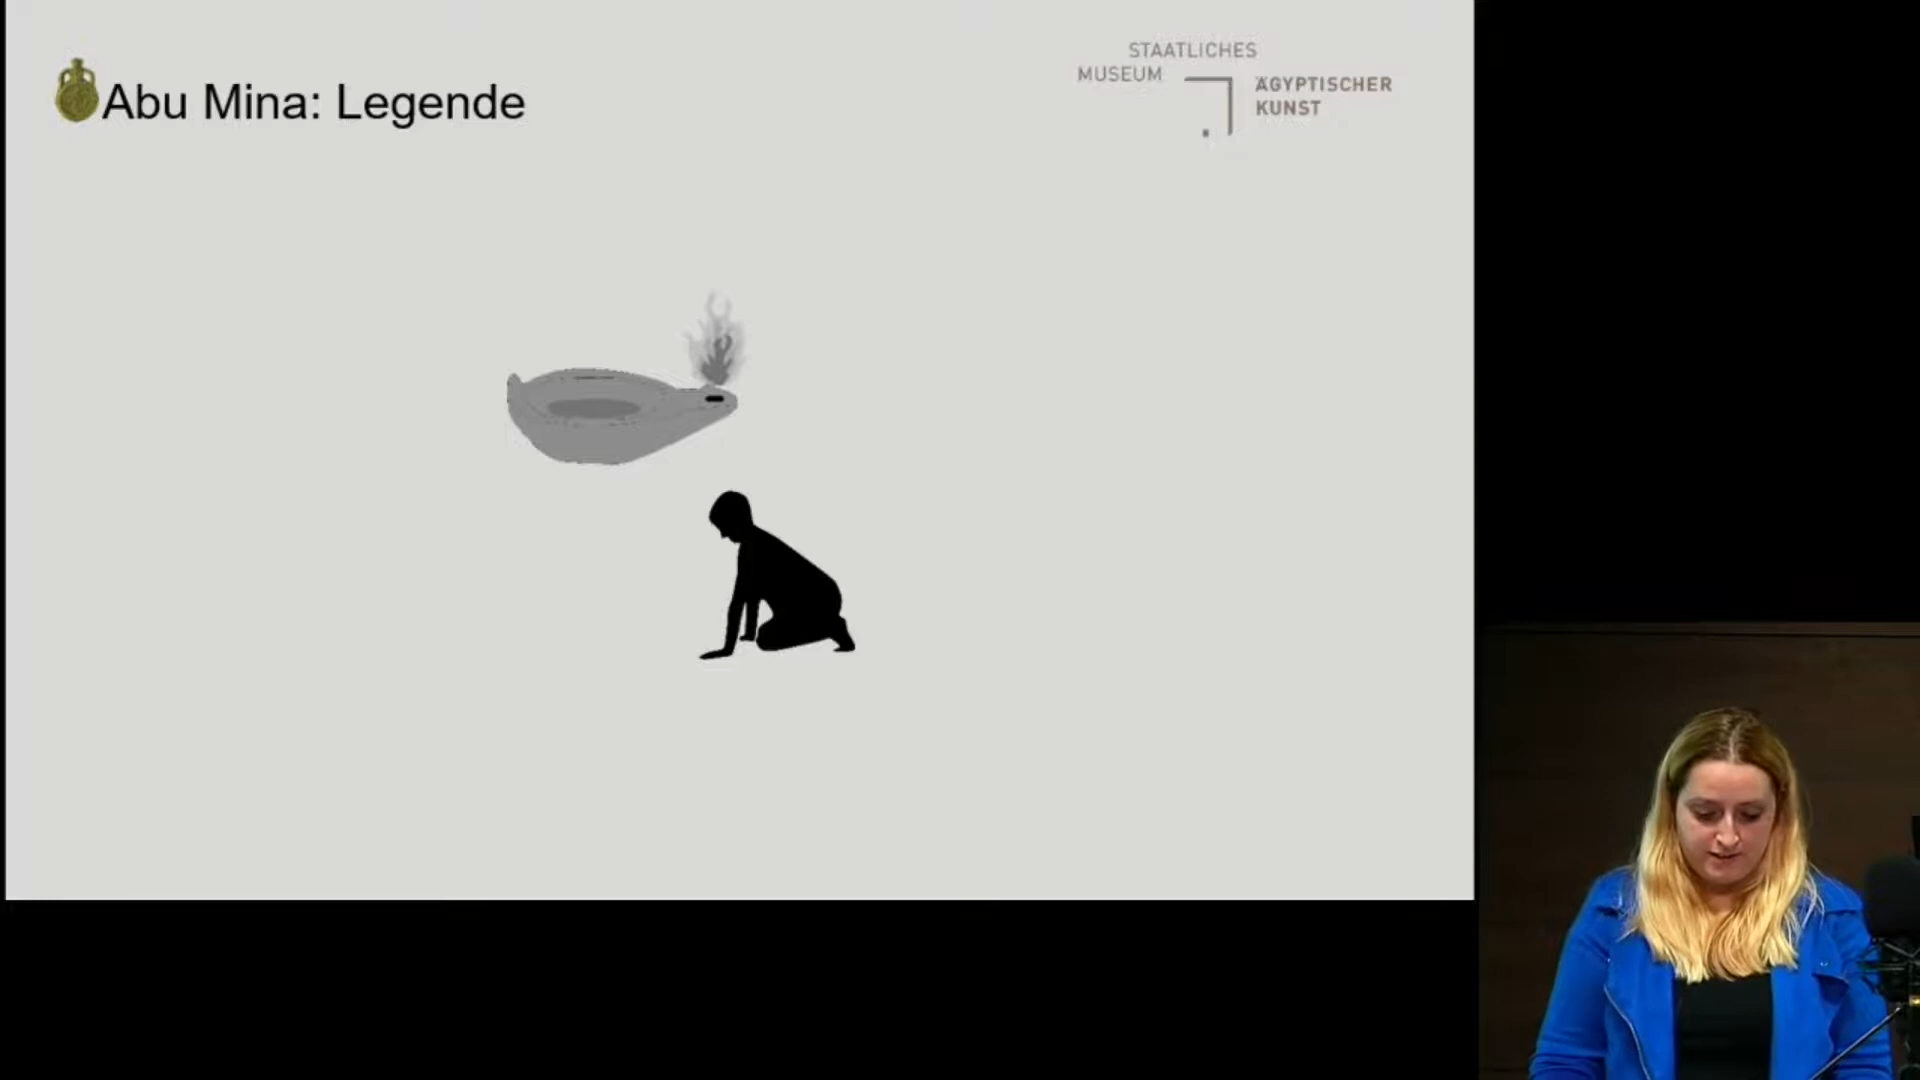 Abu Mina: Legende
STAATLICHES
MUSEUM
ÄGYPTISCHER
KUNST